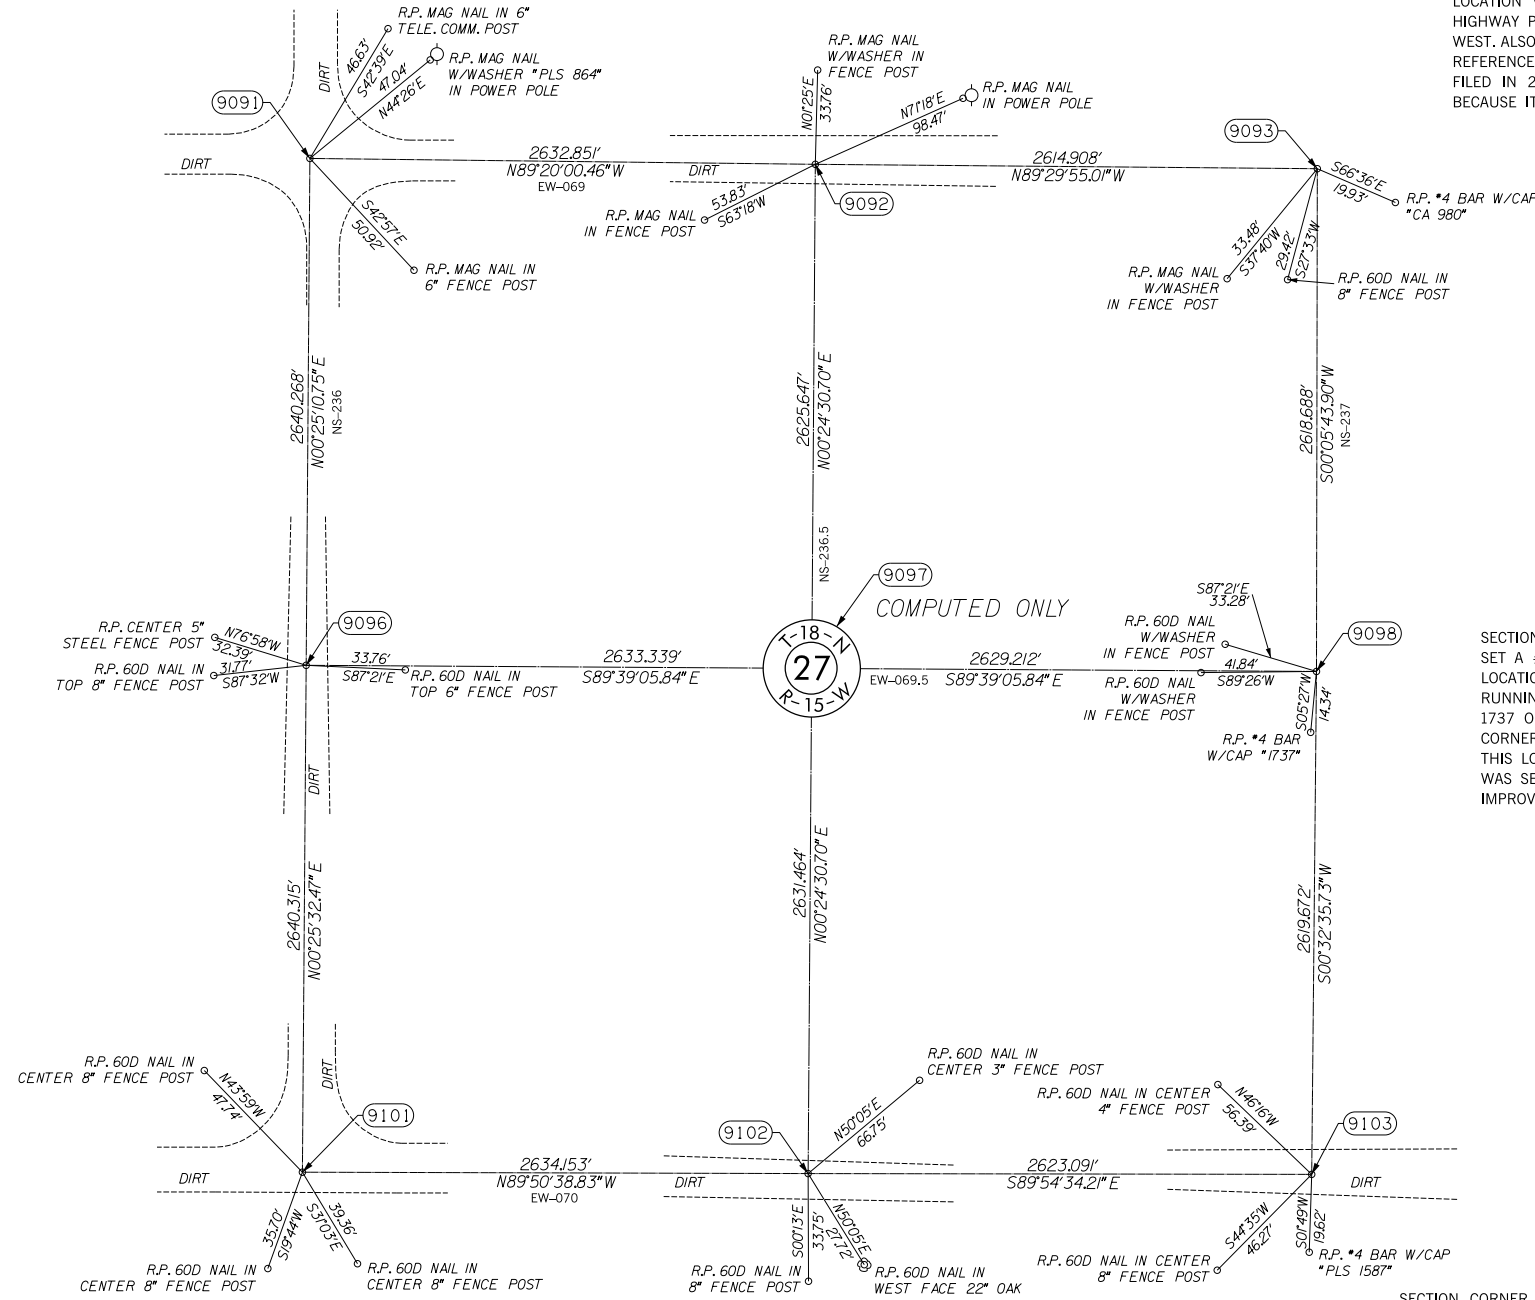 LOCATION
HIGHWAY P
WEST. ALSO
REFERENCE
FILED IN 2
BECAUSE IT
R.P. MAG NAIL IN 6"
TELE. COMM. POST
46.63'
S42°39'E
47.04'
N44°26'E
R.P. MAG NAIL
W/WASHER "PLS 864"
IN POWER POLE
DIRT
9091
DIRT
S42°57'E
50.92'
R.P. MAG NAIL IN
6" FENCE POST
2632.851'
N89°20'00.46"W
EW-069
R.P. MAG NAIL
W/WASHER IN
FENCE POST
N01°25'E
33.76'
N71°18'E
98.47'
R.P. MAG NAIL
IN POWER POLE
DIRT
53.83'
S63°18'W
R.P. MAG NAIL
IN FENCE POST
9092
2614.908'
N89°29'55.01"W
9093
S66°36'E
19.93'
R.P. #4 BAR W/CAP
"CA 980"
33.48'
S37°40'W
29.42'
S27°33'W
R.P. MAG NAIL
W/WASHER
IN FENCE POST
R.P. 60D NAIL IN
8" FENCE POST
2640.268'
N00°25'10.75"E
NS-236
2625.647'
N00°24'30.70"E
NS-236.5
2618.688'
S00°05'43.90"W
NS-237
R.P. CENTER 5"
STEEL FENCE POST
N76°58'W
32.39'
R.P. 60D NAIL IN
TOP 8" FENCE POST
31.77'
S87°32'W
9096
33.76'
S87°21'E
R.P. 60D NAIL IN
TOP 6" FENCE POST
2633.339'
S89°39'05.84"E
T-18-N
27
R-15-W
9097
COMPUTED ONLY
EW-069.5
2629.212'
S89°39'05.84"E
S87°21'E
33.28'
R.P. 60D NAIL
W/WASHER
IN FENCE POST
41.84'
S89°26'W
R.P. 60D NAIL
W/WASHER
IN FENCE POST
9098
S05°27'W
14.34'
R.P. #4 BAR
W/CAP "1737"
SECTION
SET A
LOCATIO
RUNNIN
1737 O
CORNER
THIS LO
WAS SE
IMPROV
DIRT
2640.315'
N00°25'32.47"E
2631.464'
N00°24'30.70"E
2619.672'
S00°32'35.73"W
R.P. 60D NAIL IN
CENTER 8" FENCE POST
N43°59'W
47.74'
DIRT
9101
DIRT
35.70'
S19°44'W
39.36'
S31°03'E
R.P. 60D NAIL IN
CENTER 8" FENCE POST
R.P. 60D NAIL IN
CENTER 8" FENCE POST
2634.153'
N89°50'38.83"W
EW-070
R.P. 60D NAIL IN
CENTER 3" FENCE POST
N50°05'E
66.75'
9102
DIRT
S00°13'E
33.75'
N50°05'E
27.72'
R.P. 60D NAIL IN
8" FENCE POST
R.P. 60D NAIL IN
WEST FACE 22" OAK
2623.091'
S89°54'34.21"E
R.P. 60D NAIL IN CENTER
4" FENCE POST
N46°16'W
56.39'
9103
DIRT
S44°35'W
46.27'
S01°49'W
19.62'
R.P. 60D NAIL IN CENTER
8" FENCE POST
R.P. #4 BAR W/CAP
"PLS 1587"
SECTION CORNER